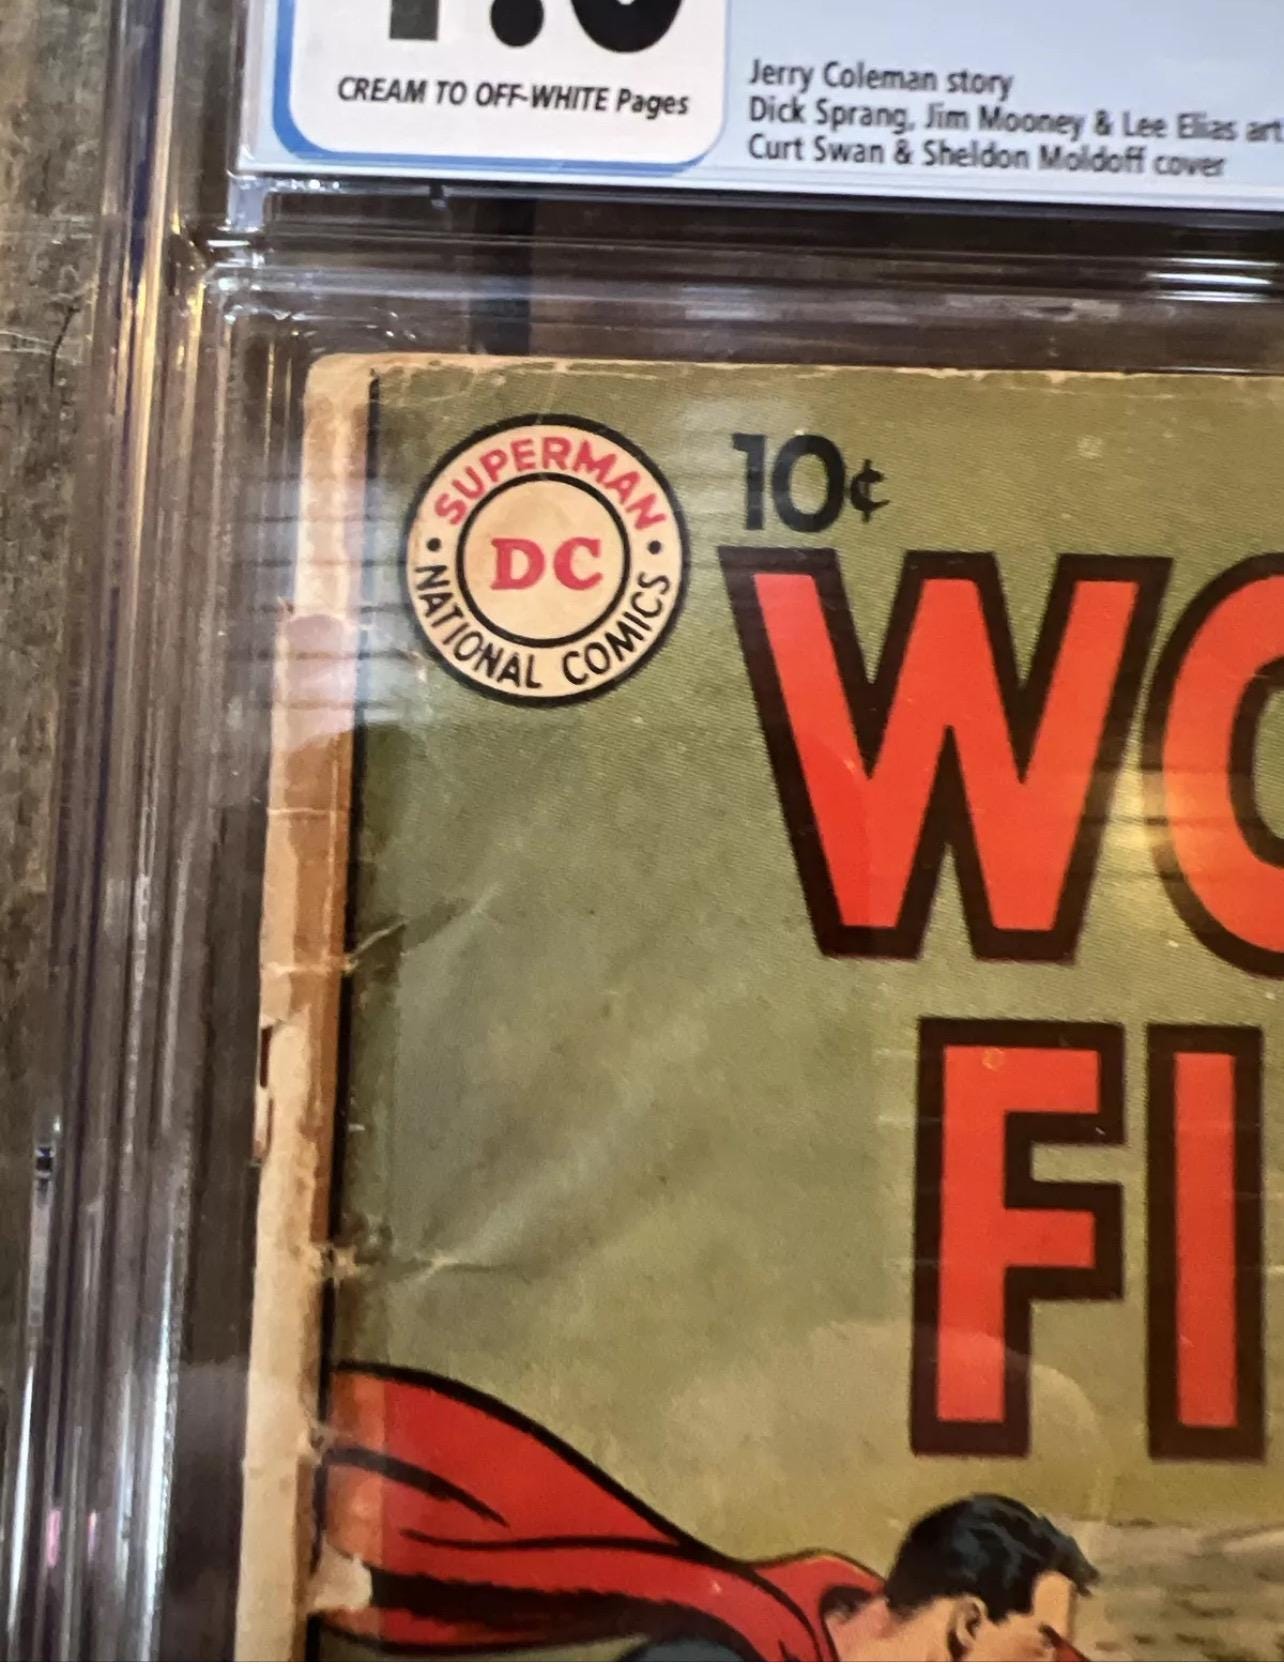 CREAM TO OFF-WHITE Pages
Jerry Coleman story
Dick Sprang, Jim Mooney & Lee Elias art
Curt Swan & Sheldon Moldoff cover
SUPERMAN
DC
NATIONAL COMICS
10¢
WO
FI